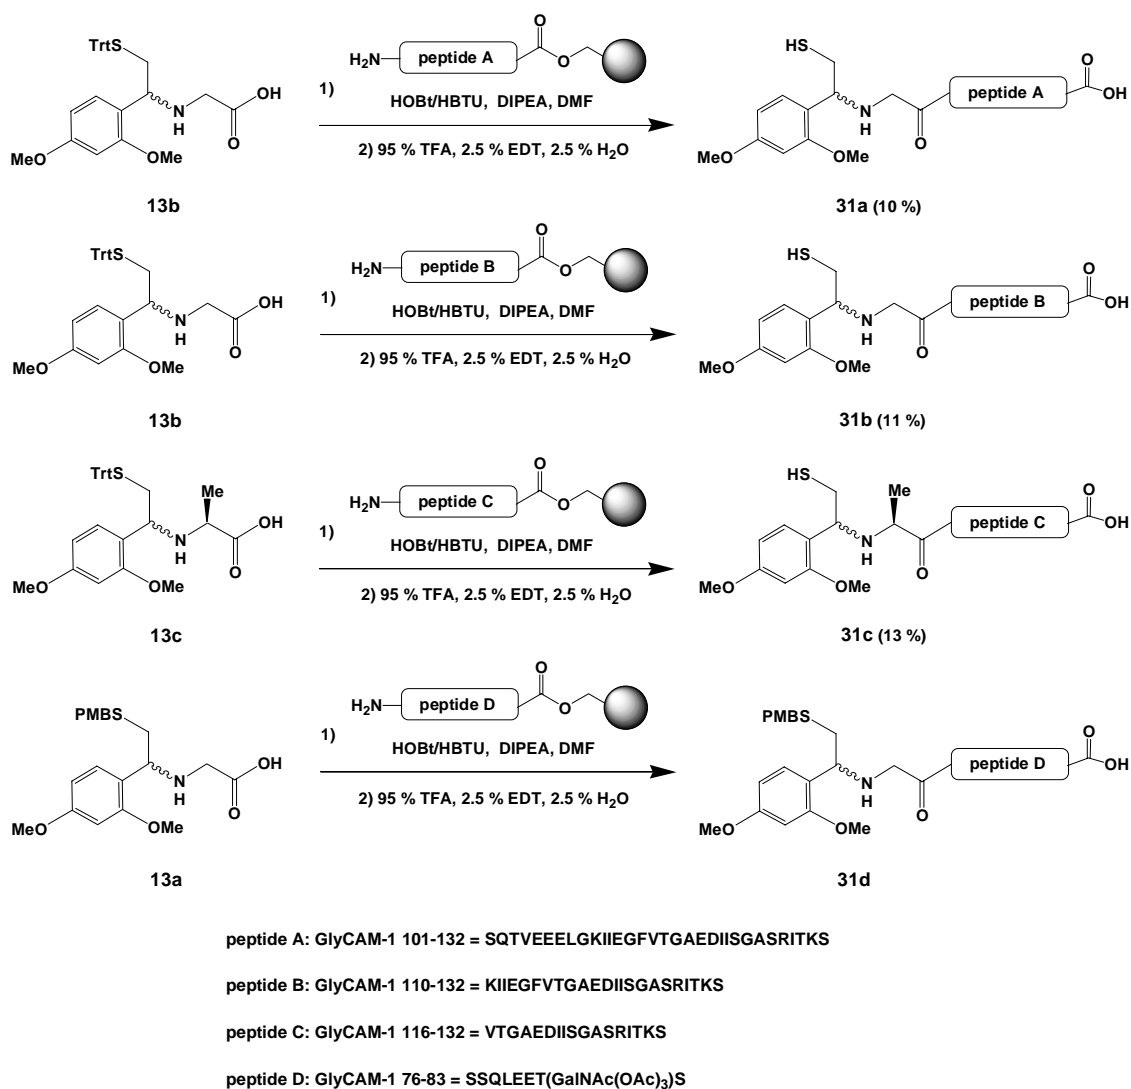 TrtS
N
H
OH
O
MeO
OMe
13b
1)
H2N
peptide A
O
O
HOBt/HBTU, DIPEA, DMF
2) 95 % TFA, 2.5 % EDT, 2.5 % H2O
HS
N
H
O
peptide A
O
OH
MeO
OMe
31a (10 %)
TrtS
N
H
OH
O
MeO
OMe
13b
1)
H2N
peptide B
O
O
HOBt/HBTU, DIPEA, DMF
2) 95 % TFA, 2.5 % EDT, 2.5 % H2O
HS
N
H
O
peptide B
O
OH
MeO
OMe
31b (11 %)
TrtS
Me
N
H
OH
O
MeO
OMe
13c
1)
H2N
peptide C
O
O
HOBt/HBTU, DIPEA, DMF
2) 95 % TFA, 2.5 % EDT, 2.5 % H2O
HS
Me
N
H
O
peptide C
O
OH
MeO
OMe
31c (13 %)
PMBS
N
H
OH
O
MeO
OMe
13a
1)
H2N
peptide D
O
O
HOBt/HBTU, DIPEA, DMF
2) 95 % TFA, 2.5 % EDT, 2.5 % H2O
PMBS
N
H
O
peptide D
O
OH
MeO
OMe
31d
peptide A: GlyCAM-1 101-132 = SQTVEEELGKIIEGFVTGAEDIISGASRITKS
peptide B: GlyCAM-1 110-132 = KIIEGFVTGAEDIISGASRITKS
peptide C: GlyCAM-1 116-132 = VTGAEDIISGASRITKS
peptide D: GlyCAM-1 76-83 = SSQLEET(GalNAc(OAc)3)S